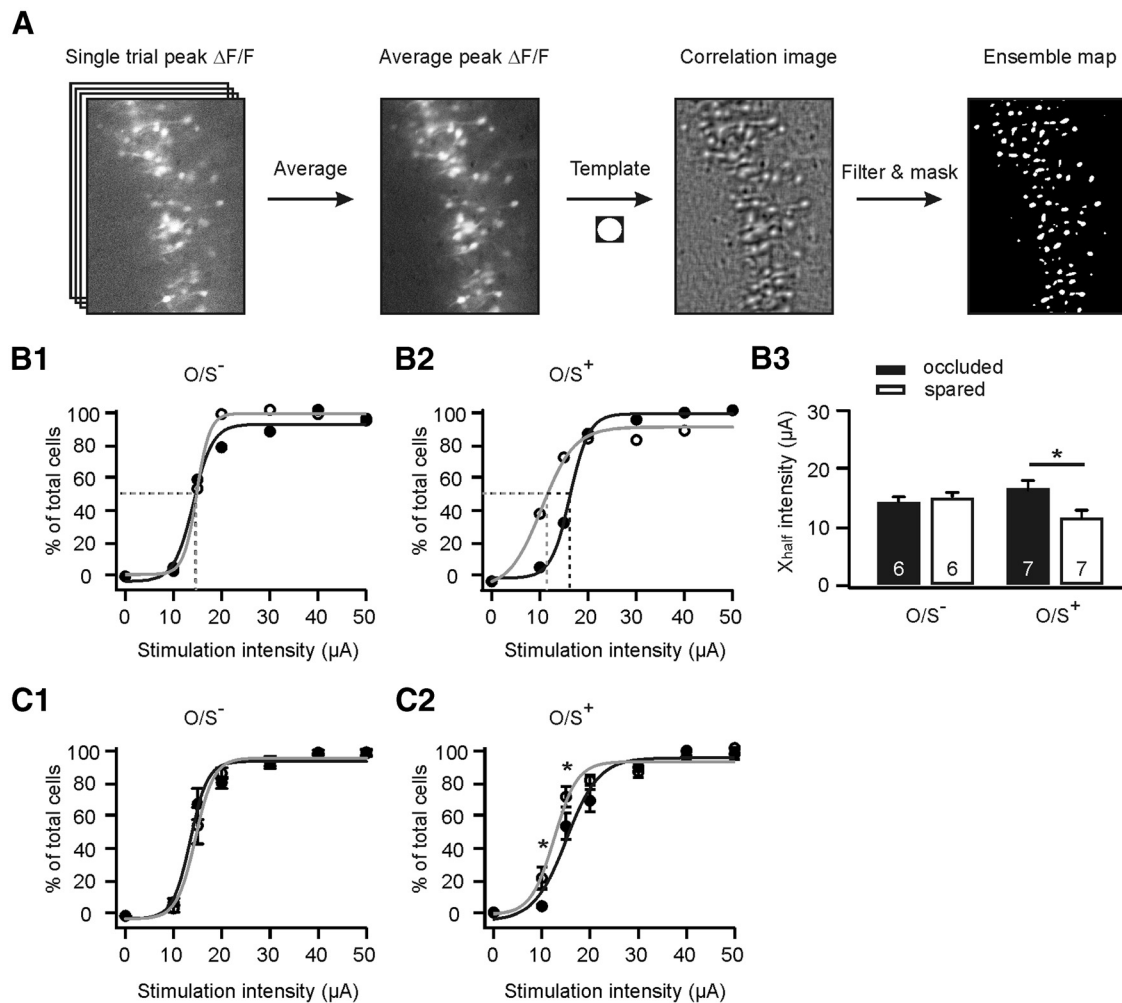 A
Single trial peak ΔF/F
Average peak ΔF/F
Correlation image
Ensemble map
Average
Template
Filter & mask
B1
O/S-
% of total cells
100
80
60
40
20
0
0 10 20 30 40 50
Stimulation intensity (µA)
B2
O/S+
% of total cells
100
80
60
40
20
0
0 10 20 30 40 50
Stimulation intensity (µA)
B3
occluded
spared
Xhalf intensity (µA)
30
20
10
0
*
6 6 7 7
O/S- O/S+
C1
O/S-
% of total cells
100
80
60
40
20
0
0 10 20 30 40 50
Stimulation intensity (µA)
C2
O/S+
% of total cells
100
80
60
40
20
0
*
*
0 10 20 30 40 50
Stimulation intensity (µA)